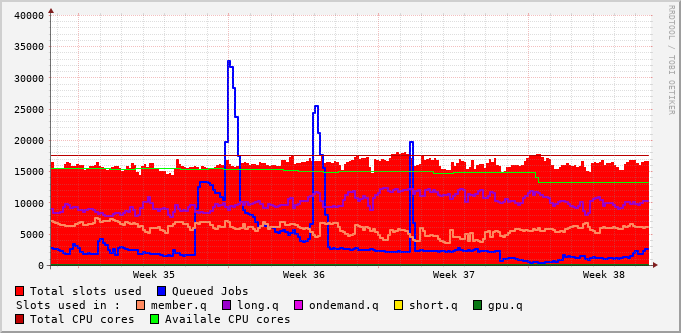 40000
35000
30000
25000
20000
15000
10000
5000
0
Week 35 Week 36 Week 37 Week 38
Total slots used Queued Jobs
Slots used in : member.q long.q ondemand.q short.q gpu.q
Total CPU cores Availale CPU cores
RRDTOOL / TOBI OETIKER